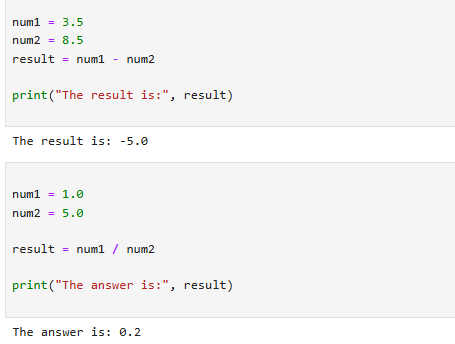 num1 = 3.5
num2 = 8.5
result = num1 - num2
print("The result is:", result)
The result is: -5.0
num1 = 1.0
num2 = 5.0
result = num1 / num2
print("The answer is:", result)
The answer is: 0.2